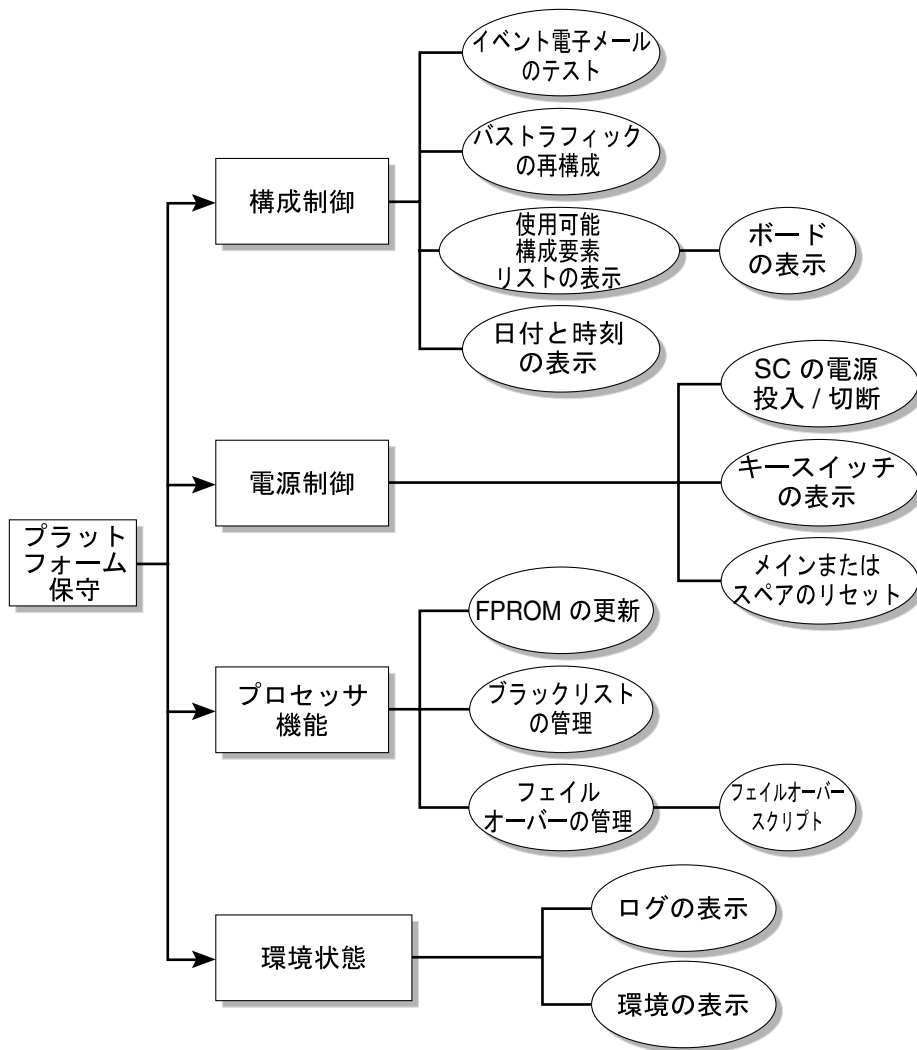 プラット
フォーム
保守
構成制御
イベント電子メール
のテスト
バストラフィック
の再構成
使用可能
構成要素
リストの表示
ボード
の表示
日付と時刻
の表示
電源制御
SC の電源
投入 / 切断
キースイッチ
の表示
メインまたは
スペアのリセット
プロセッサ
機能
FPROM の更新
ブラックリスト
の管理
フェイル
オーバーの管理
フェイルオーバー
スクリプト
環境状態
ログの表示
環境の表示